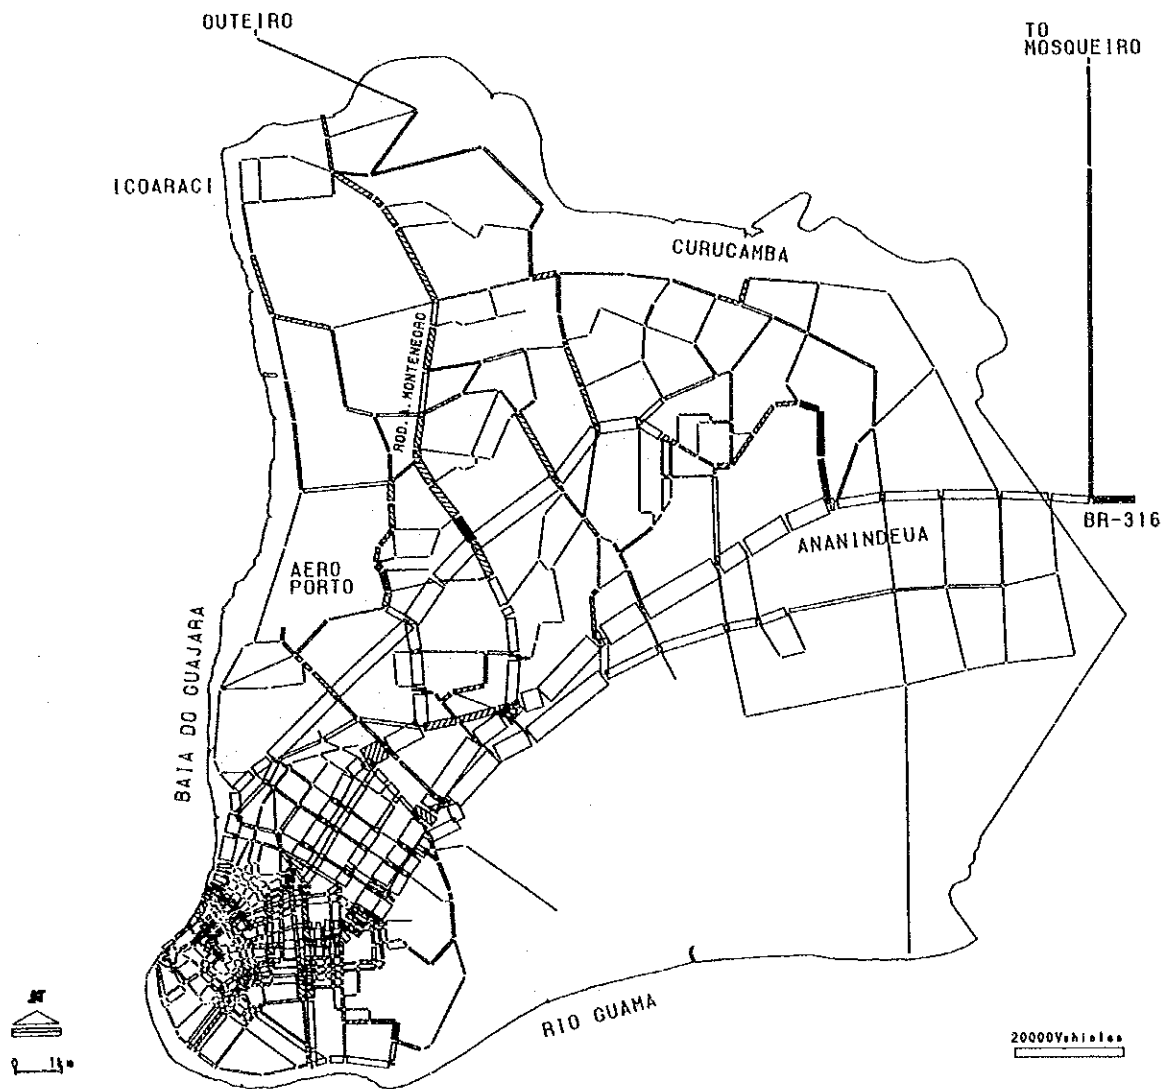 OUTEIRO
TO
MOSQUEIRO
ICOARACI
CURUCAMBA
ROD. A. MONTENEGRO
BR-316
ANANINDEUA
AERO
PORTO
BAIA DO GUAJARA
RIO GUAMA
20000Vehicles